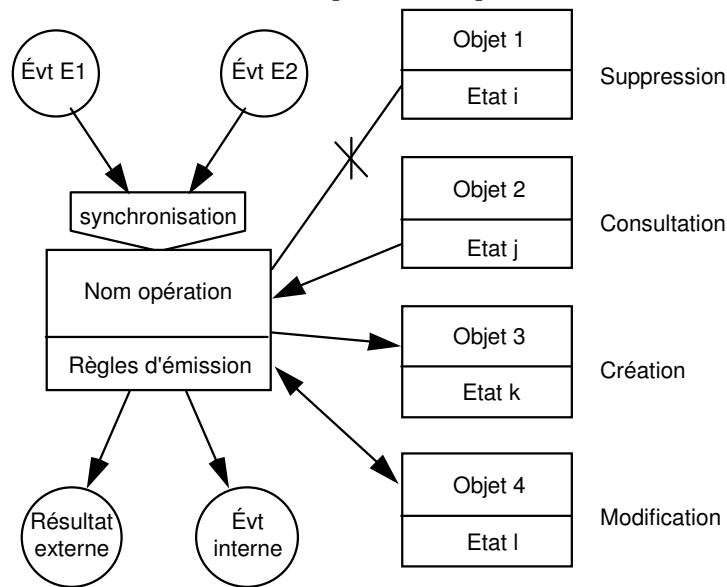 Évt E1
Évt E2
synchronisation
Nom opération
Règles d'émission
Résultat
externe
Évt
interne
Objet 1
Etat i
Suppression
Objet 2
Etat j
Consultation
Objet 3
Etat k
Création
Objet 4
Etat l
Modification